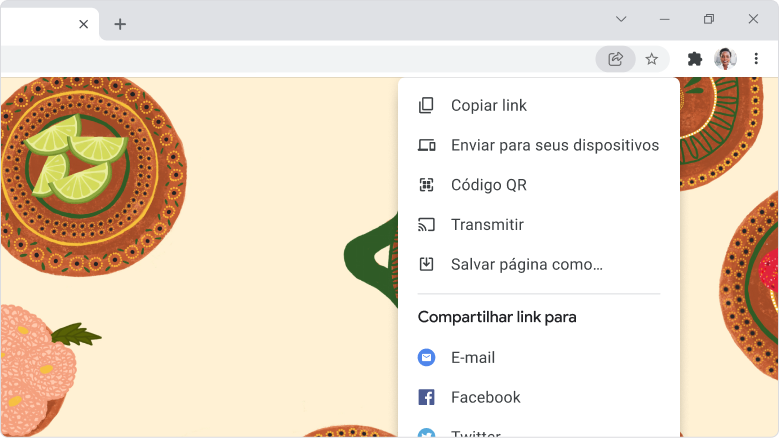 Copiar link
Enviar para seus dispositivos
Código QR
Transmitir
Salvar página como…
Compartilhar link para
E-mail
Facebook
Twitter